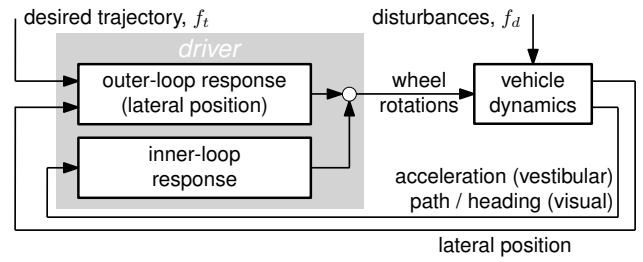 desired trajectory, f_t
disturbances, f_d
driver
outer-loop response
(lateral position)
wheel
rotations
vehicle
dynamics
inner-loop
response
acceleration (vestibular)
path / heading (visual)
lateral position